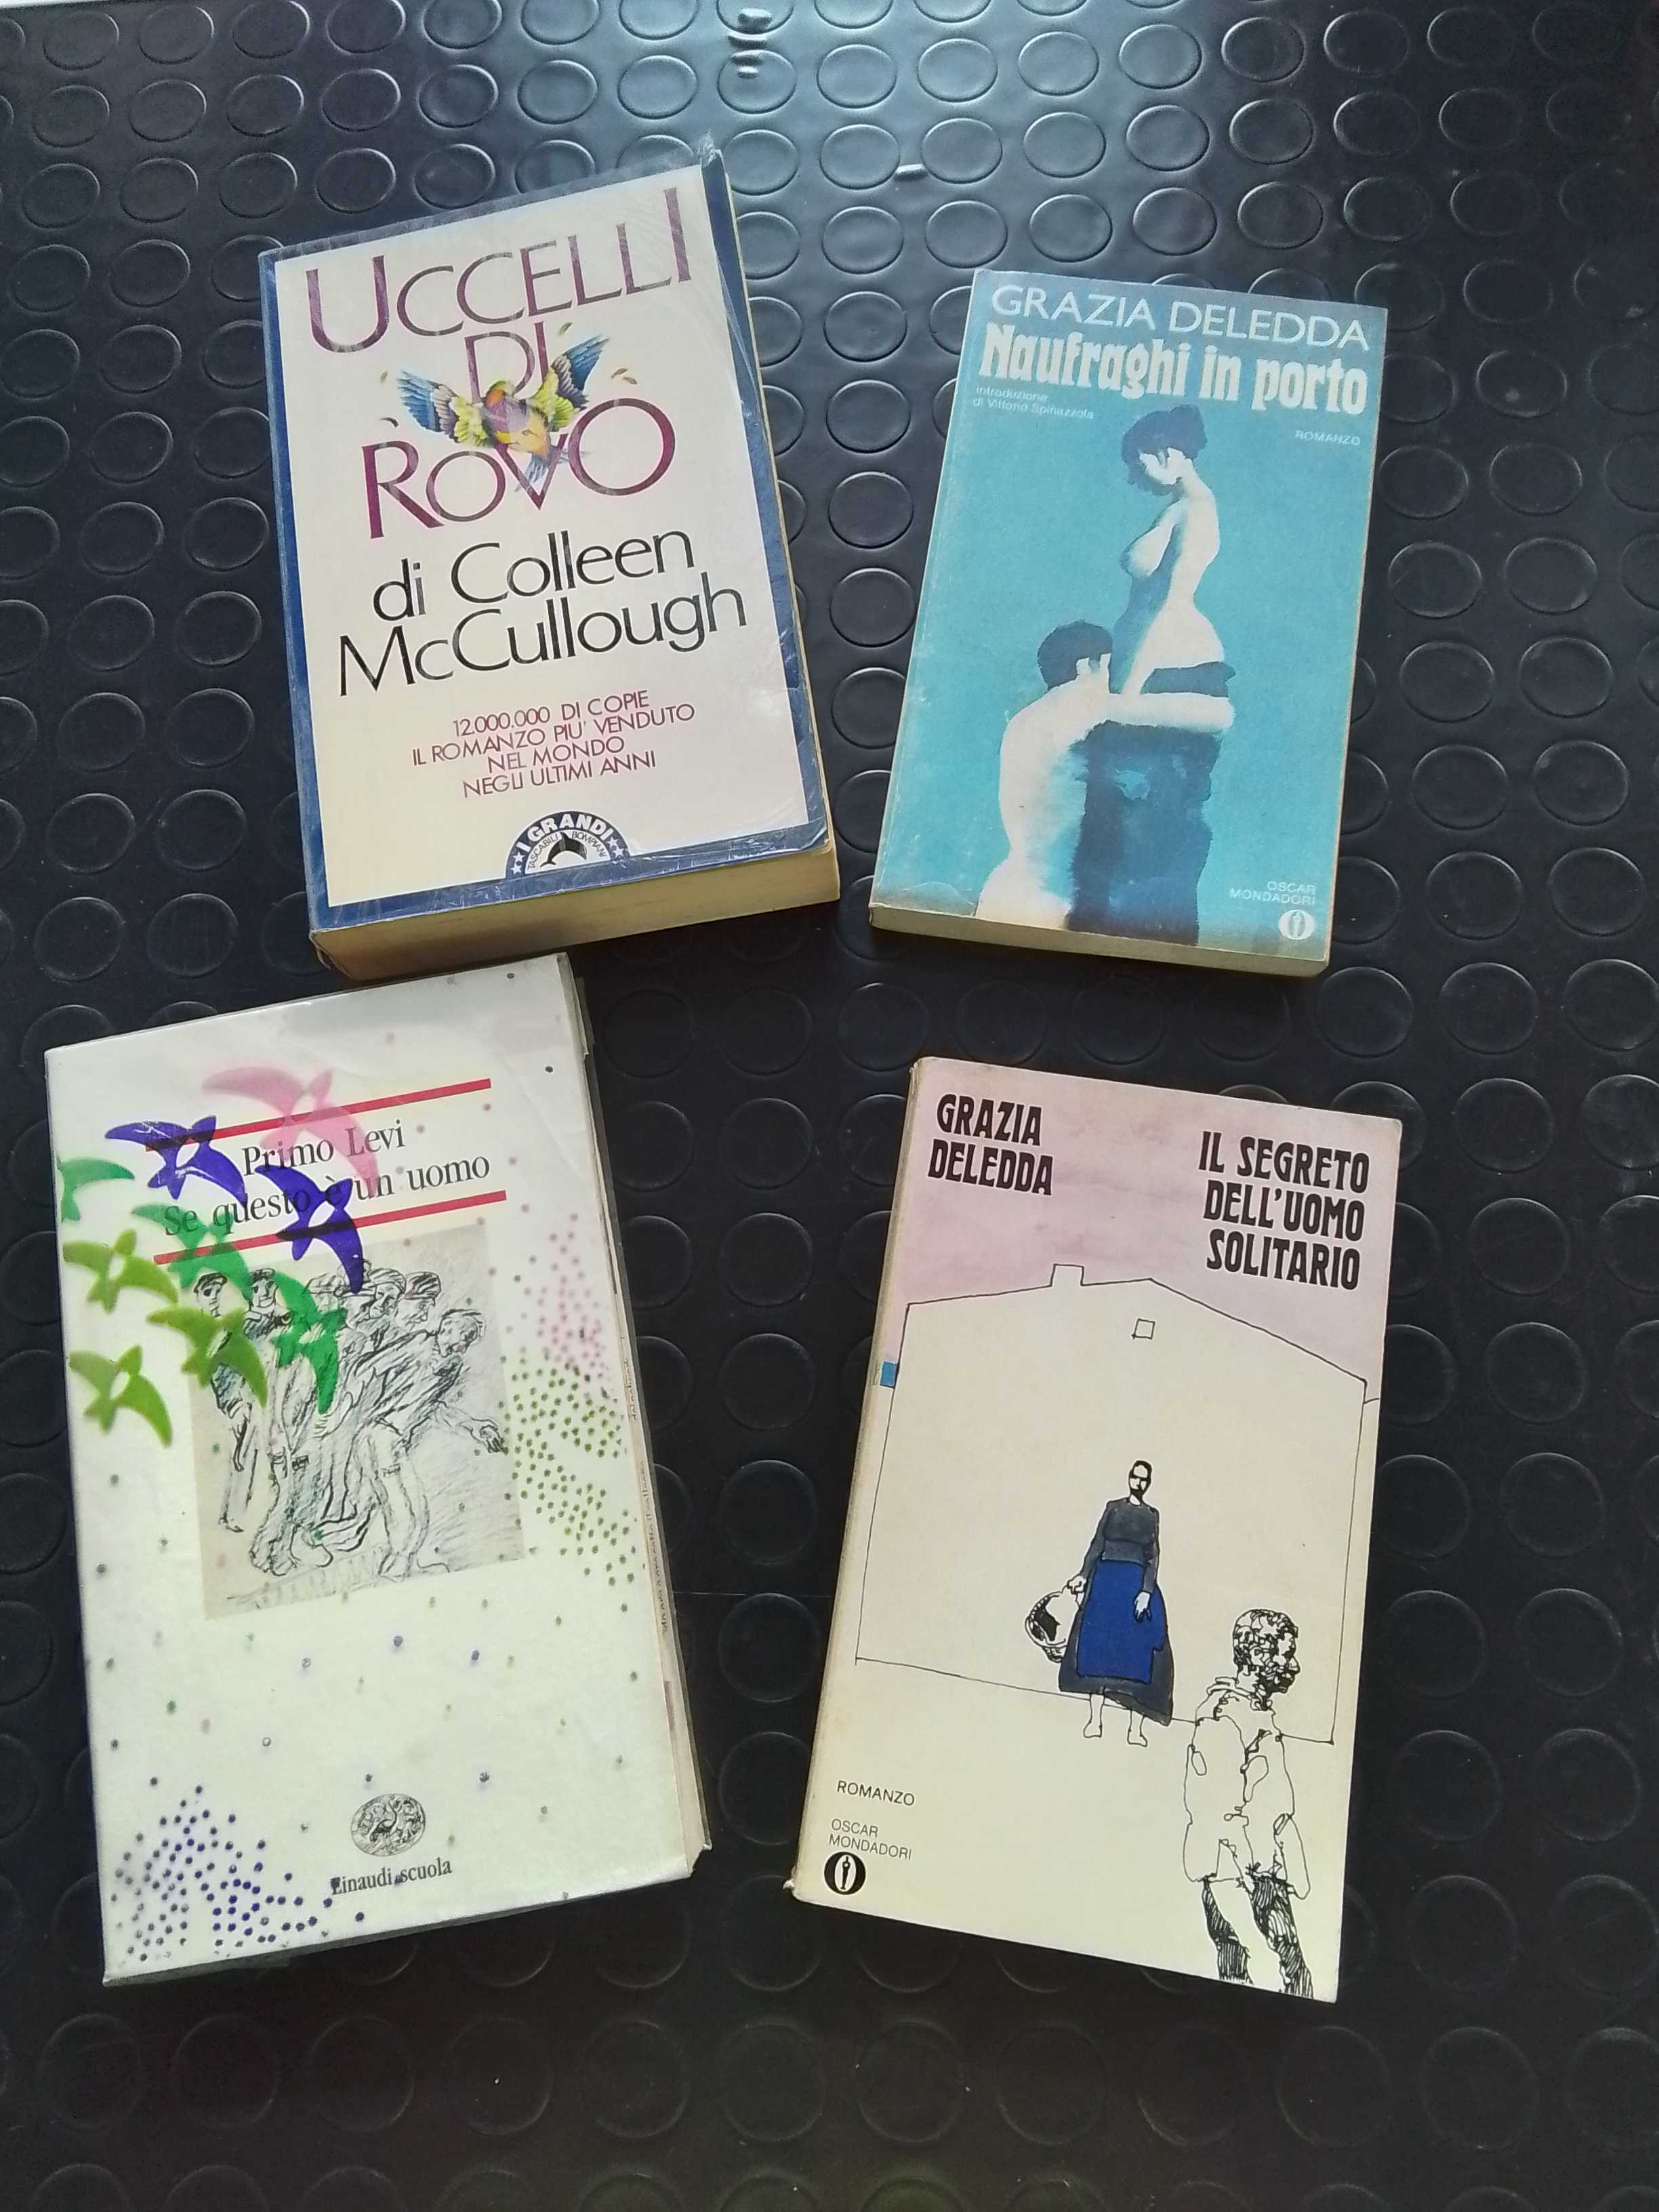 UCCELLI
DI
ROVO
di Colleen
McCullough
12.000.000 DI COPIE
IL ROMANZO PIU' VENDUTO
NEL MONDO
NEGLI ULTIMI ANNI
I GRANDI
TASCABILI BOMPIANI
GRAZIA DELEDDA
Naufraghi in porto
introduzione
di Vittorio Spinazzola
ROMANZO
OSCAR
MONDADORI
Primo Levi
Se questo è un uomo
Einaudi scuola
GRAZIA
DELEDDA
IL SEGRETO
DELL'UOMO
SOLITARIO
ROMANZO
OSCAR
MONDADORI